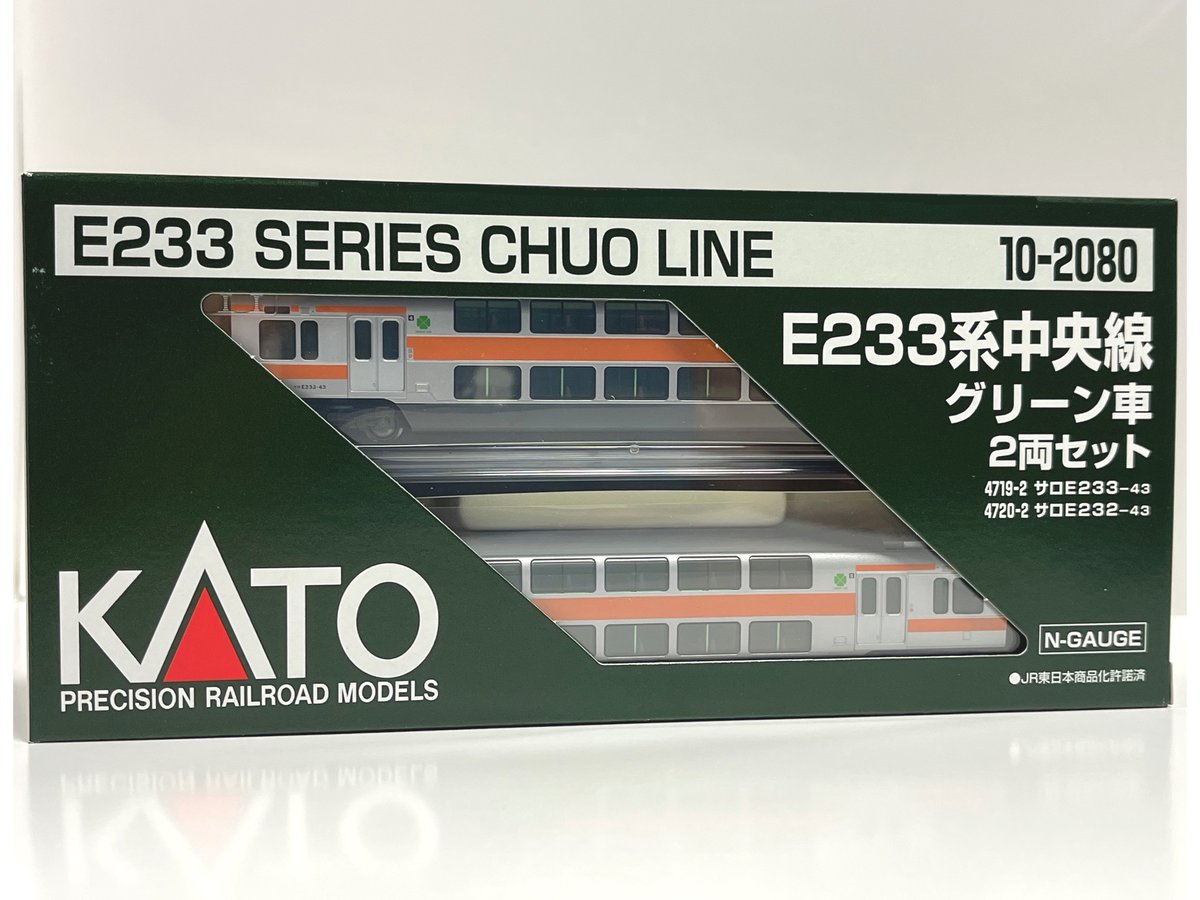 E233 SERIES CHUO LINE
10-2080
E233系中央線
グリーン車
2両セット
4719-2 サロE233-43
4720-2 サロE232-43
KATO
PRECISION RAILROAD MODELS
N-GAUGE
●JR東日本商品化許諾済